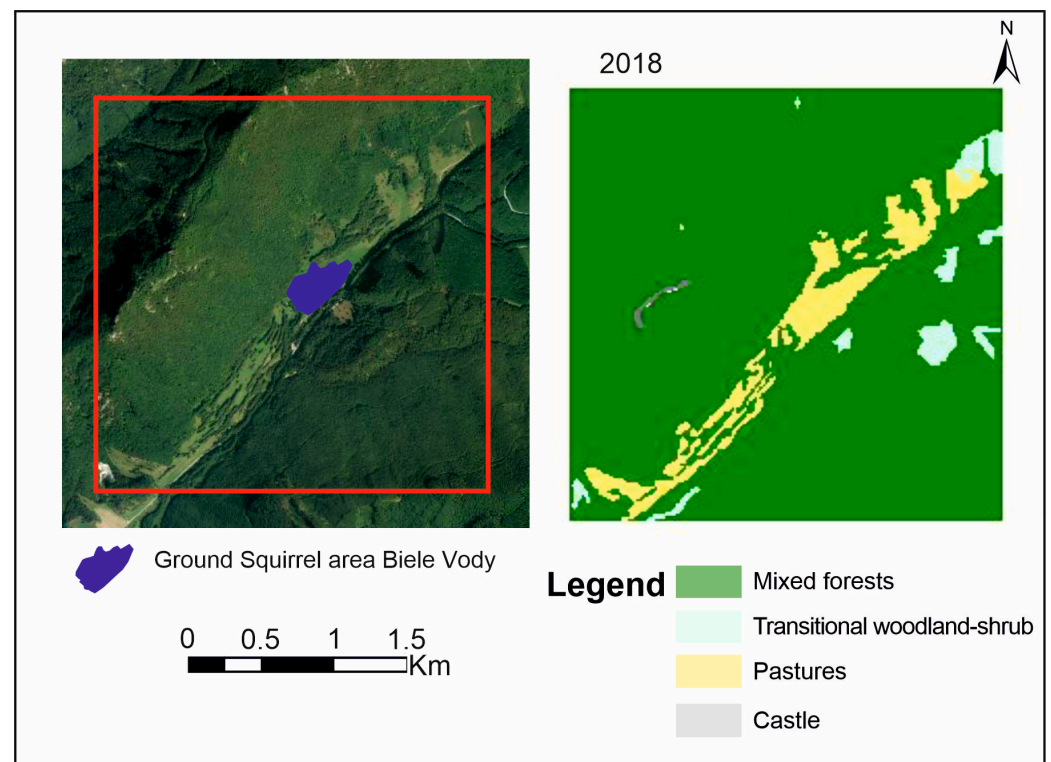 N
2018
Ground Squirrel area Biele Vody
0 0.5 1 1.5
Km
Legend
Mixed forests
Transitional woodland-shrub
Pastures
Castle